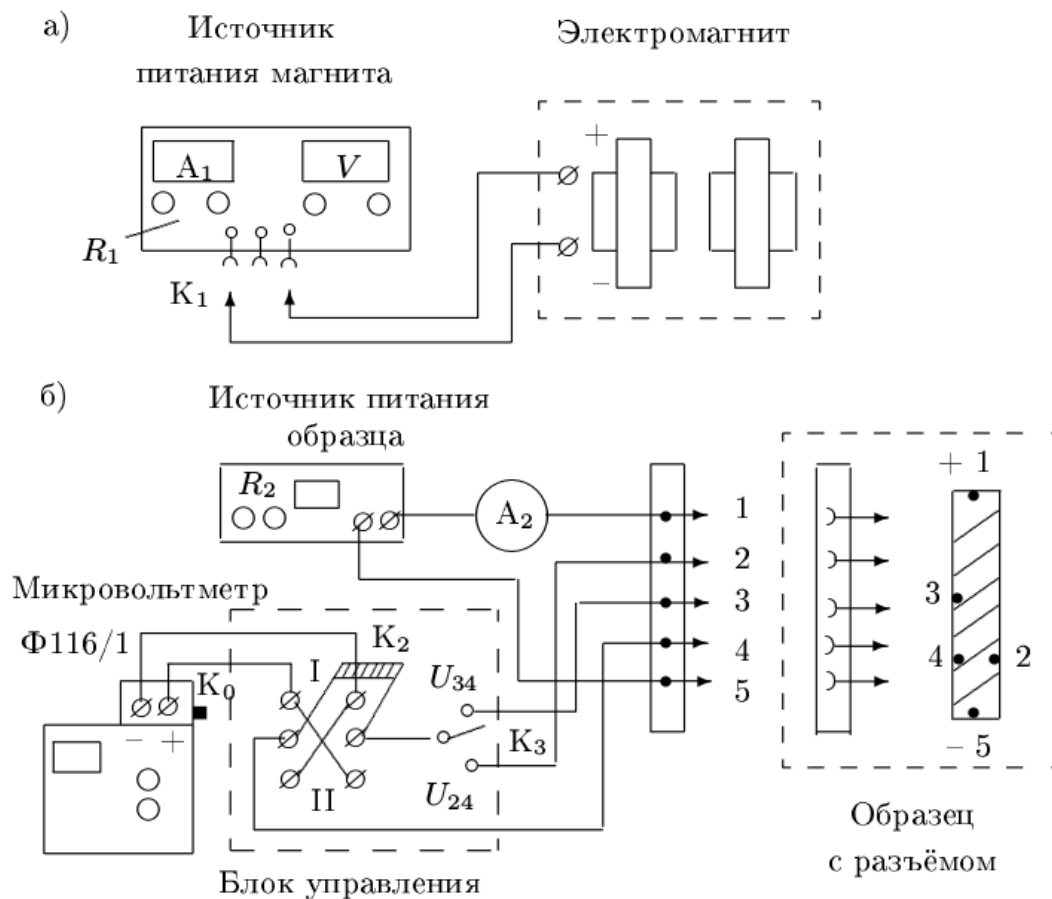 а)
Источник
питания магнита
Электромагнит
A₁
V
R₁
K₁
+
−
б)
Источник питания
образца
R₂
A₂
Микровольтметр
Ф116/1
K₀
− +
I
K₂
II
U₃₄
K₃
U₂₄
Блок управления
1
2
3
4
5
+ 1
3
4
2
− 5
Образец
с разъёмом